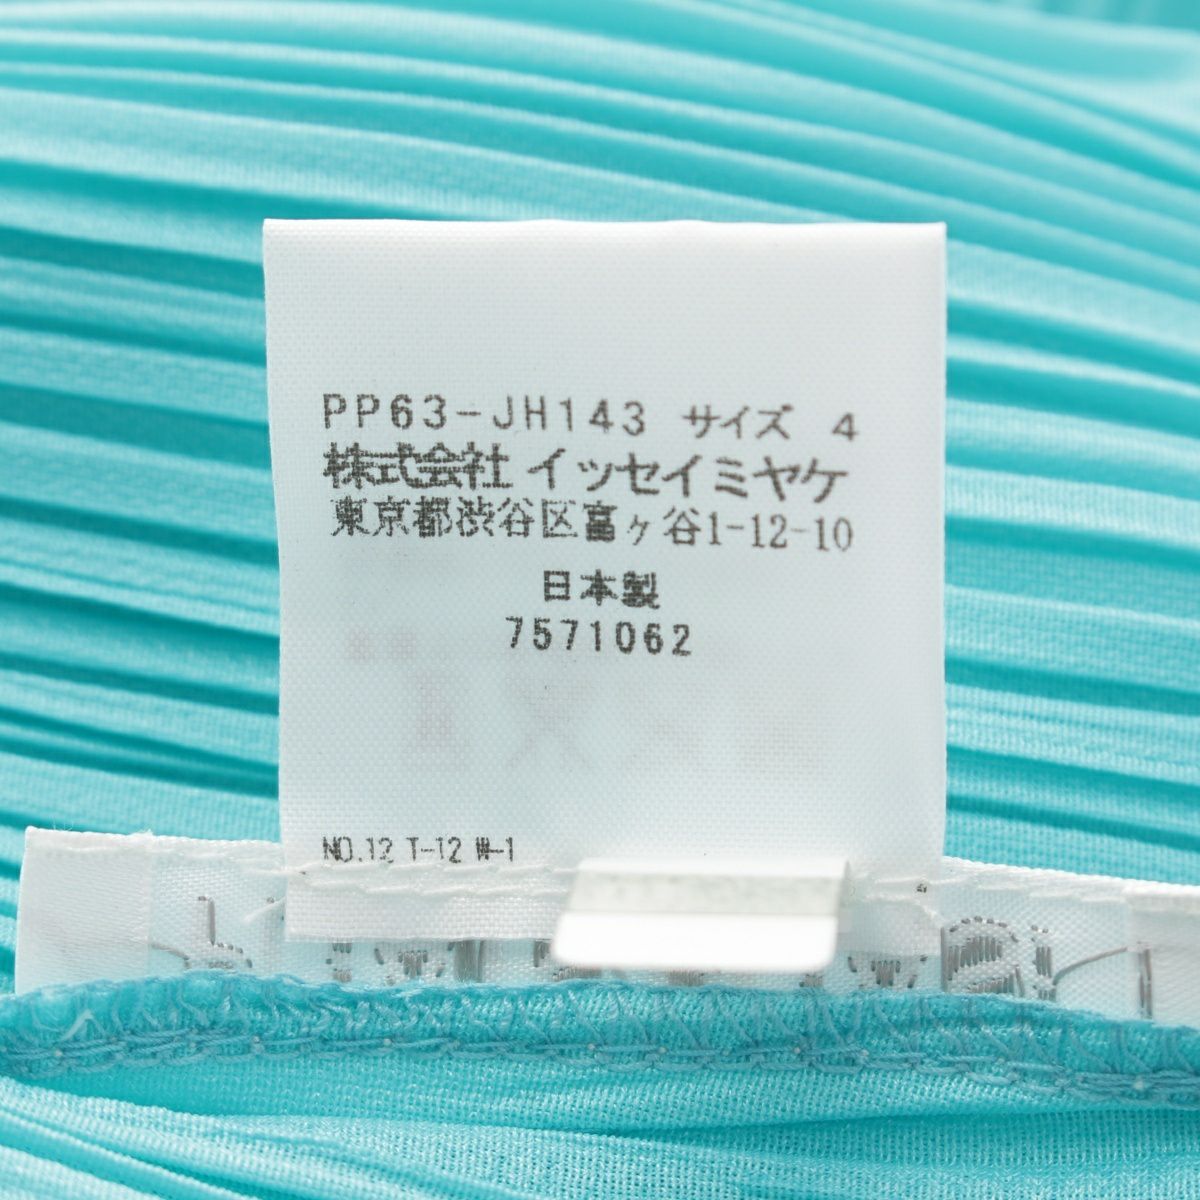 PP63-JH143 サイズ 4
株式会社 イッセイミヤケ
東京都渋谷区富ヶ谷1-12-10
日本製
7571062
NO.12 T-12 W-1